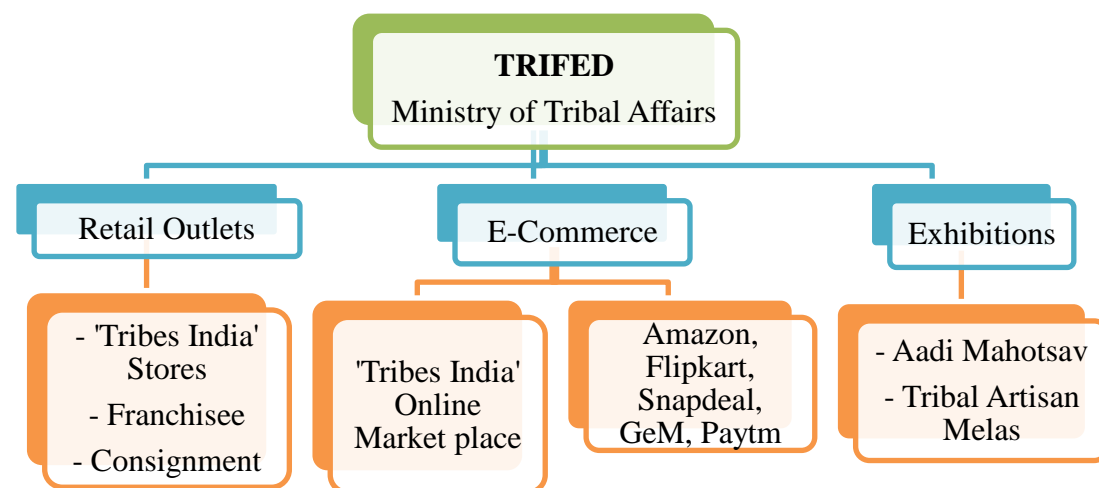 TRIFED
Ministry of Tribal Affairs
Retail Outlets
E-Commerce
Exhibitions
- 'Tribes India'
Stores
- Franchisee
- Consignment
'Tribes India'
Online
Market place
Amazon,
Flipkart,
Snapdeal,
GeM, Paytm
- Aadi Mahotsav
- Tribal Artisan
Melas